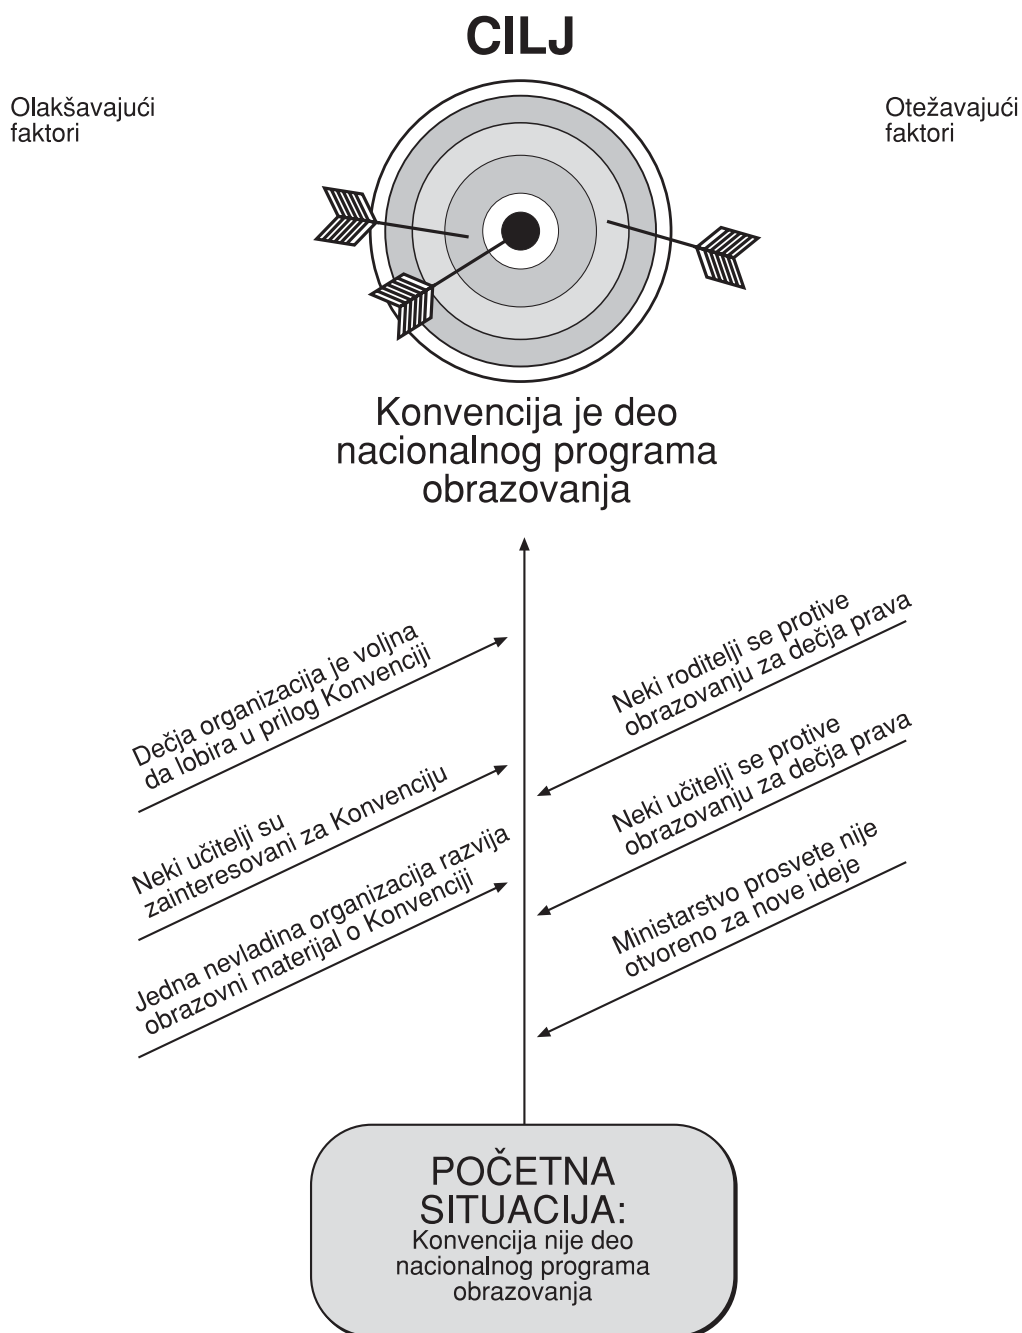 CILJ
Olakšavajući
faktori
Otežavajući
faktori
Konvencija je deo
nacionalnog programa
obrazovanja
Dečja organizacija je voljna
da lobira u prilog Konvenciji
Neki učitelji su
zainteresovani za Konvenciju
Jedna nevladina organizacija razvija
obrazovni materijal o Konvenciji
Neki roditelji se protive
obrazovanju za dečja prava
Neki učitelji se protive
obrazovanju za dečja prava
Ministarstvo prosvete nije
otvoreno za nove ideje
POČETNA
SITUACIJA:
Konvencija nije deo
nacionalnog programa
obrazovanja